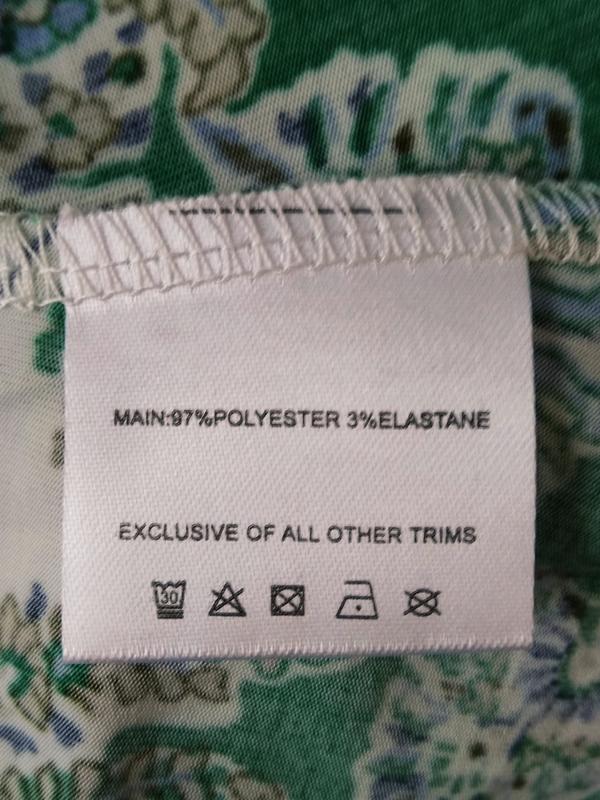 MAIN:97%POLYESTER 3%ELASTANE
EXCLUSIVE OF ALL OTHER TRIMS
30